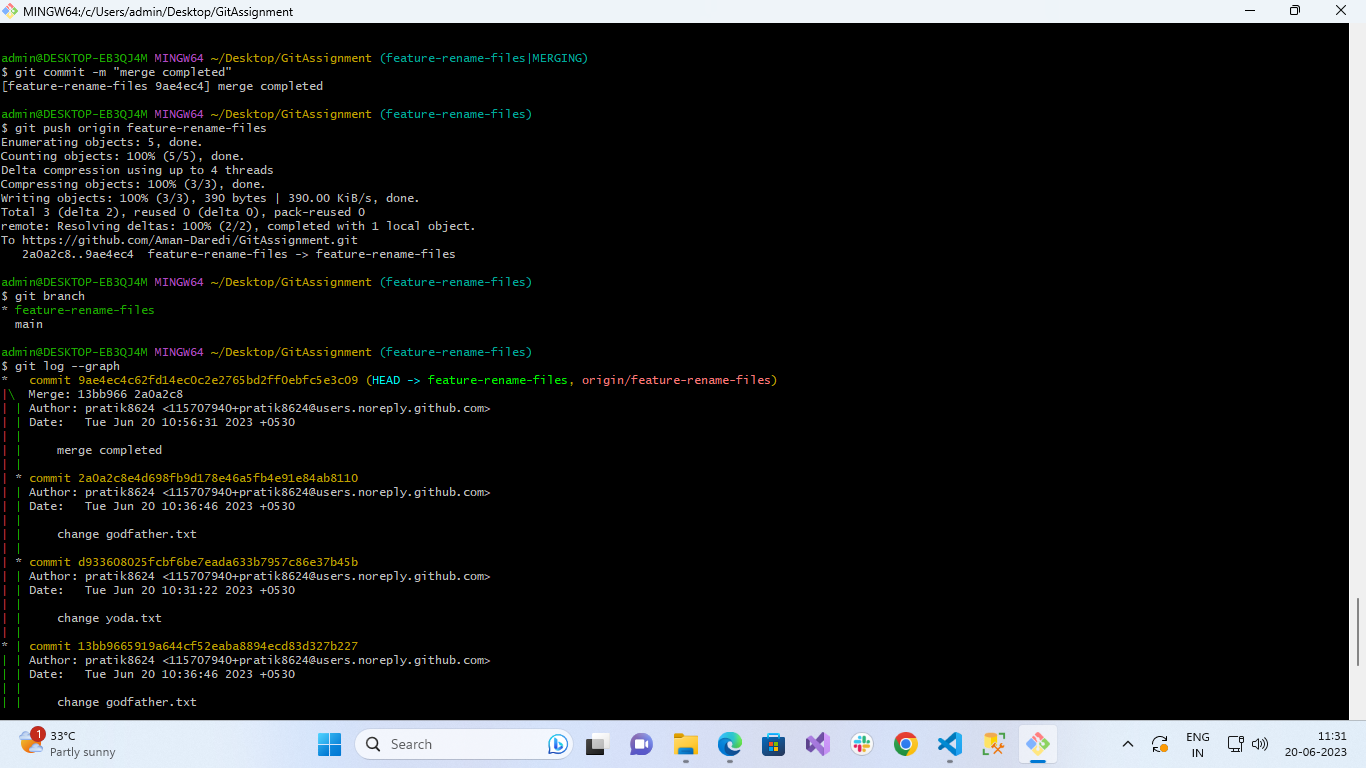 MINGW64:/c/Users/admin/Desktop/GitAssignment
admin@DESKTOP-EB3QJ4M MINGW64 ~/Desktop/GitAssignment (feature-rename-files|MERGING)
$ git commit -m "merge completed"
[feature-rename-files 9ae4ec4] merge completed
admin@DESKTOP-EB3QJ4M MINGW64 ~/Desktop/GitAssignment (feature-rename-files)
$ git push origin feature-rename-files
Enumerating objects: 5, done.
Counting objects: 100% (5/5), done.
Delta compression using up to 4 threads
Compressing objects: 100% (3/3), done.
Writing objects: 100% (3/3), 390 bytes | 390.00 KiB/s, done.
Total 3 (delta 2), reused 0 (delta 0), pack-reused 0
remote: Resolving deltas: 100% (2/2), completed with 1 local object.
To https://github.com/Aman-Daredi/GitAssignment.git
   2a0a2c8..9ae4ec4  feature-rename-files -> feature-rename-files
admin@DESKTOP-EB3QJ4M MINGW64 ~/Desktop/GitAssignment (feature-rename-files)
$ git branch
* feature-rename-files
  main
admin@DESKTOP-EB3QJ4M MINGW64 ~/Desktop/GitAssignment (feature-rename-files)
$ git log --graph
*   commit 9ae4ec4c62fd14ec0c2e2765bd2ff0ebfc5e3c09 (HEAD -> feature-rename-files, origin/feature-rename-files)
|\  Merge: 13bb966 2a0a2c8
| | Author: pratik8624 <115707940+pratik8624@users.noreply.github.com>
| | Date:   Tue Jun 20 10:56:31 2023 +0530
| |
| |     merge completed
| |
| * commit 2a0a2c8e4d698fb9d178e46a5fb4e91e84ab8110
| | Author: pratik8624 <115707940+pratik8624@users.noreply.github.com>
| | Date:   Tue Jun 20 10:36:46 2023 +0530
| |
| |     change godfather.txt
| |
| * commit d933608025fcbf6be7eada633b7957c86e37b45b
| | Author: pratik8624 <115707940+pratik8624@users.noreply.github.com>
| | Date:   Tue Jun 20 10:31:22 2023 +0530
| |
| |     change yoda.txt
| |
* | commit 13bb9665919a644cf52eaba8894ecd83d327b227
| | Author: pratik8624 <115707940+pratik8624@users.noreply.github.com>
| | Date:   Tue Jun 20 10:36:46 2023 +0530
| |
| |     change godfather.txt
1
33°C
Partly sunny
Search
ENG
IN
11:31
20-06-2023